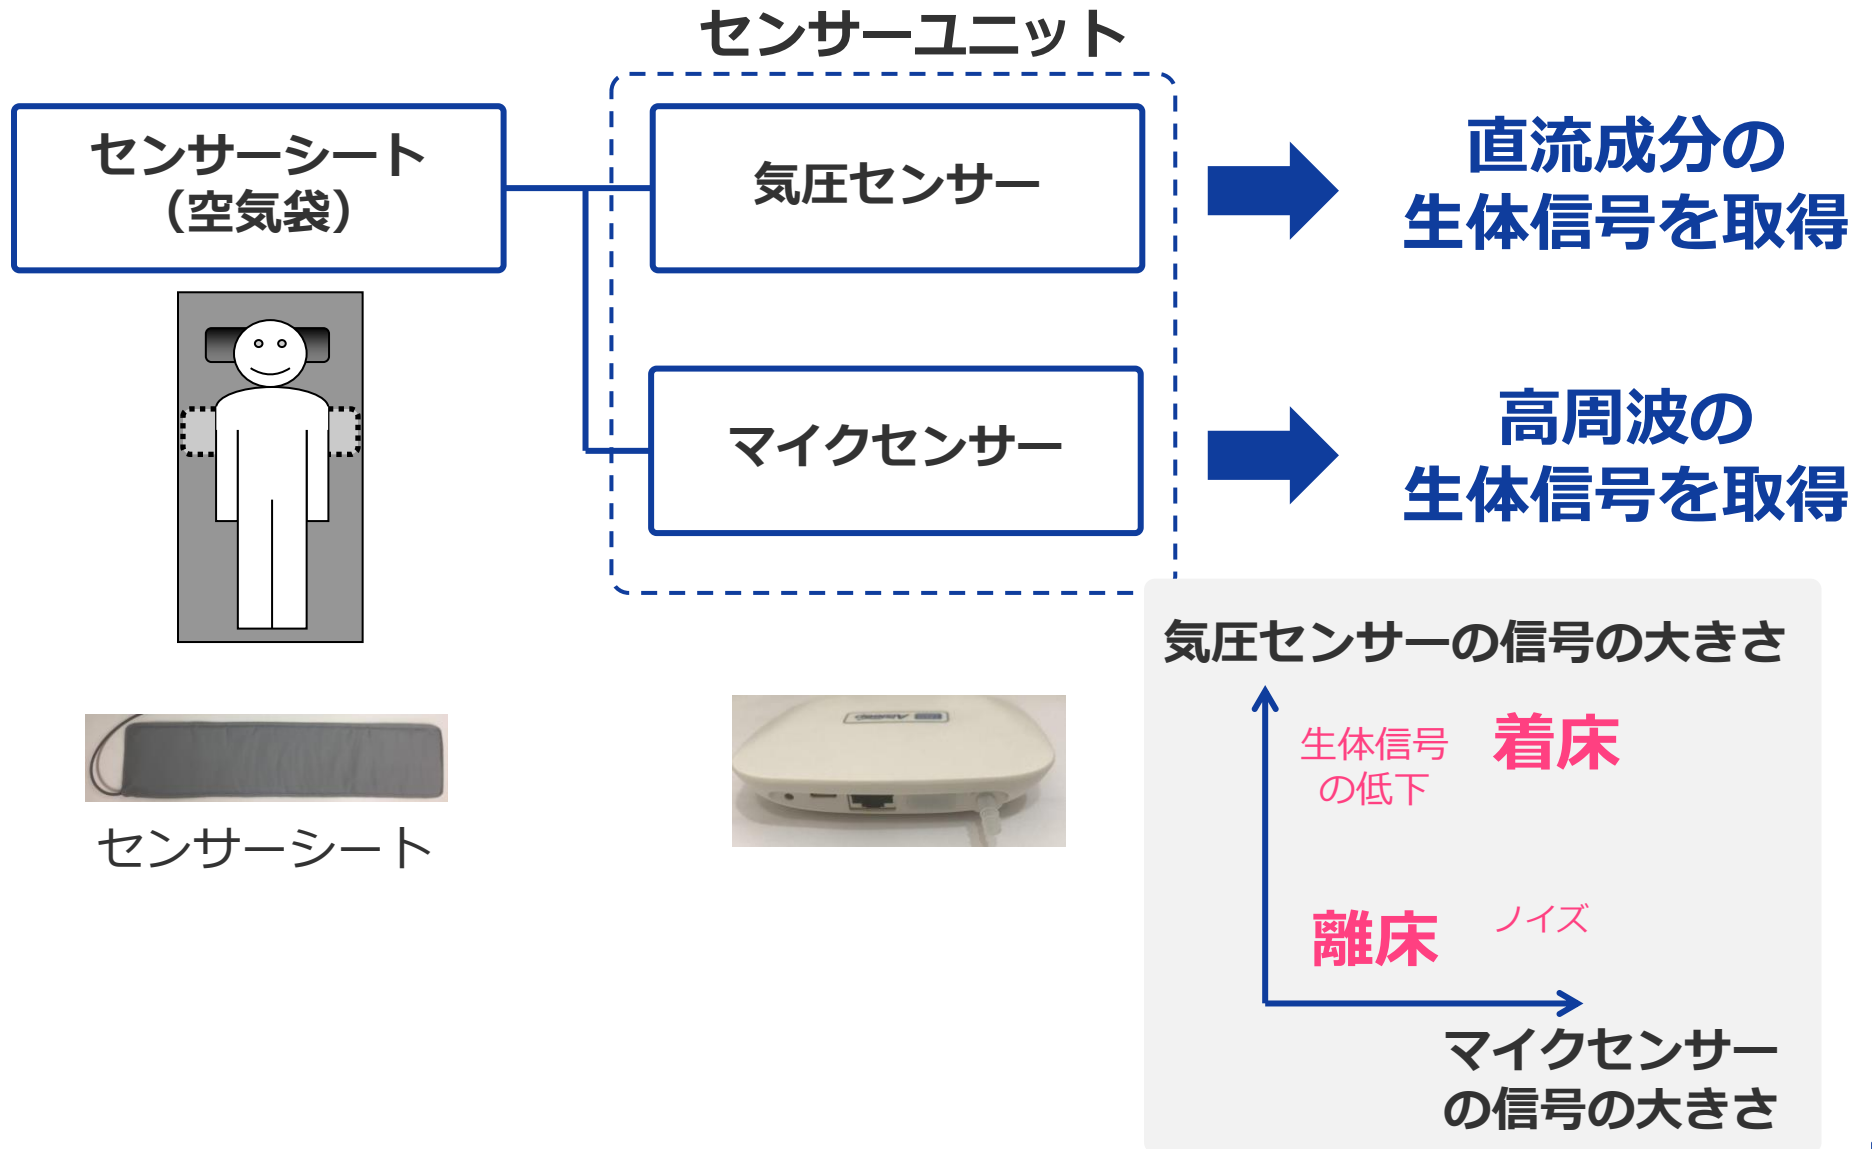 センサーユニット
センサーシート
（空気袋）
気圧センサー
直流成分の
生体信号を取得
マイクセンサー
高周波の
生体信号を取得
センサーシート
気圧センサーの信号の大きさ
生体信号
の低下
着床
離床
ノイズ
マイクセンサー
の信号の大きさ